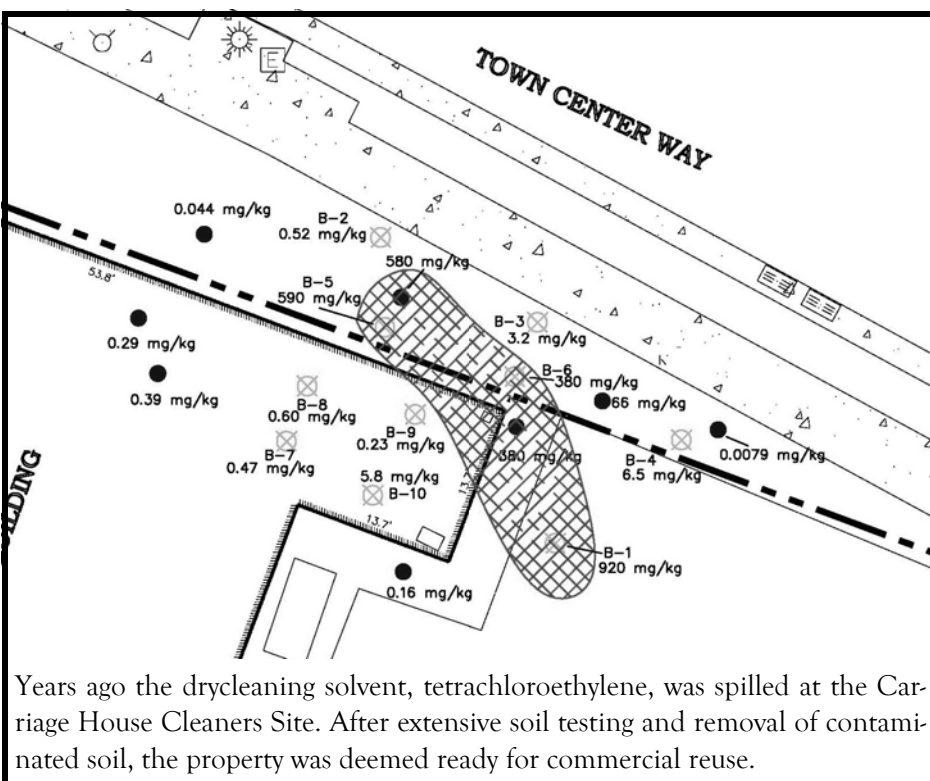 E
TOWN CENTER WAY
0.044 mg/kg
B-2
0.52 mg/kg
580 mg/kg
B-5
590 mg/kg
53.8'
B-3
3.2 mg/kg
0.29 mg/kg
B-6
380 mg/kg
0.39 mg/kg
B-8
0.60 mg/kg
66 mg/kg
B-9
0.23 mg/kg
380 mg/kg
B-7
0.47 mg/kg
B-4
6.5 mg/kg
0.0079 mg/kg
5.8 mg/kg
B-10
13.7'
B-1
920 mg/kg
0.16 mg/kg
Years ago the drycleaning solvent, tetrachloroethylene, was spilled at the Car-
riage House Cleaners Site. After extensive soil testing and removal of contami-
nated soil, the property was deemed ready for commercial reuse.